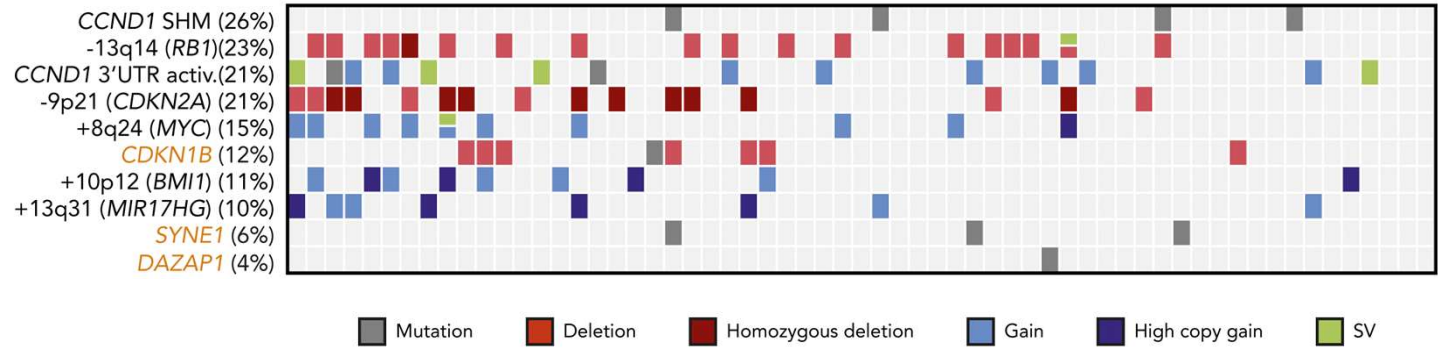 CCND1 SHM (26%)
-13q14 (RB1)(23%)
CCND1 3'UTR activ.(21%)
-9p21 (CDKN2A) (21%)
+8q24 (MYC) (15%)
CDKN1B (12%)
+10p12 (BMI1) (11%)
+13q31 (MIR17HG) (10%)
SYNE1 (6%)
DAZAP1 (4%)
Mutation Deletion Homozygous deletion Gain High copy gain SV